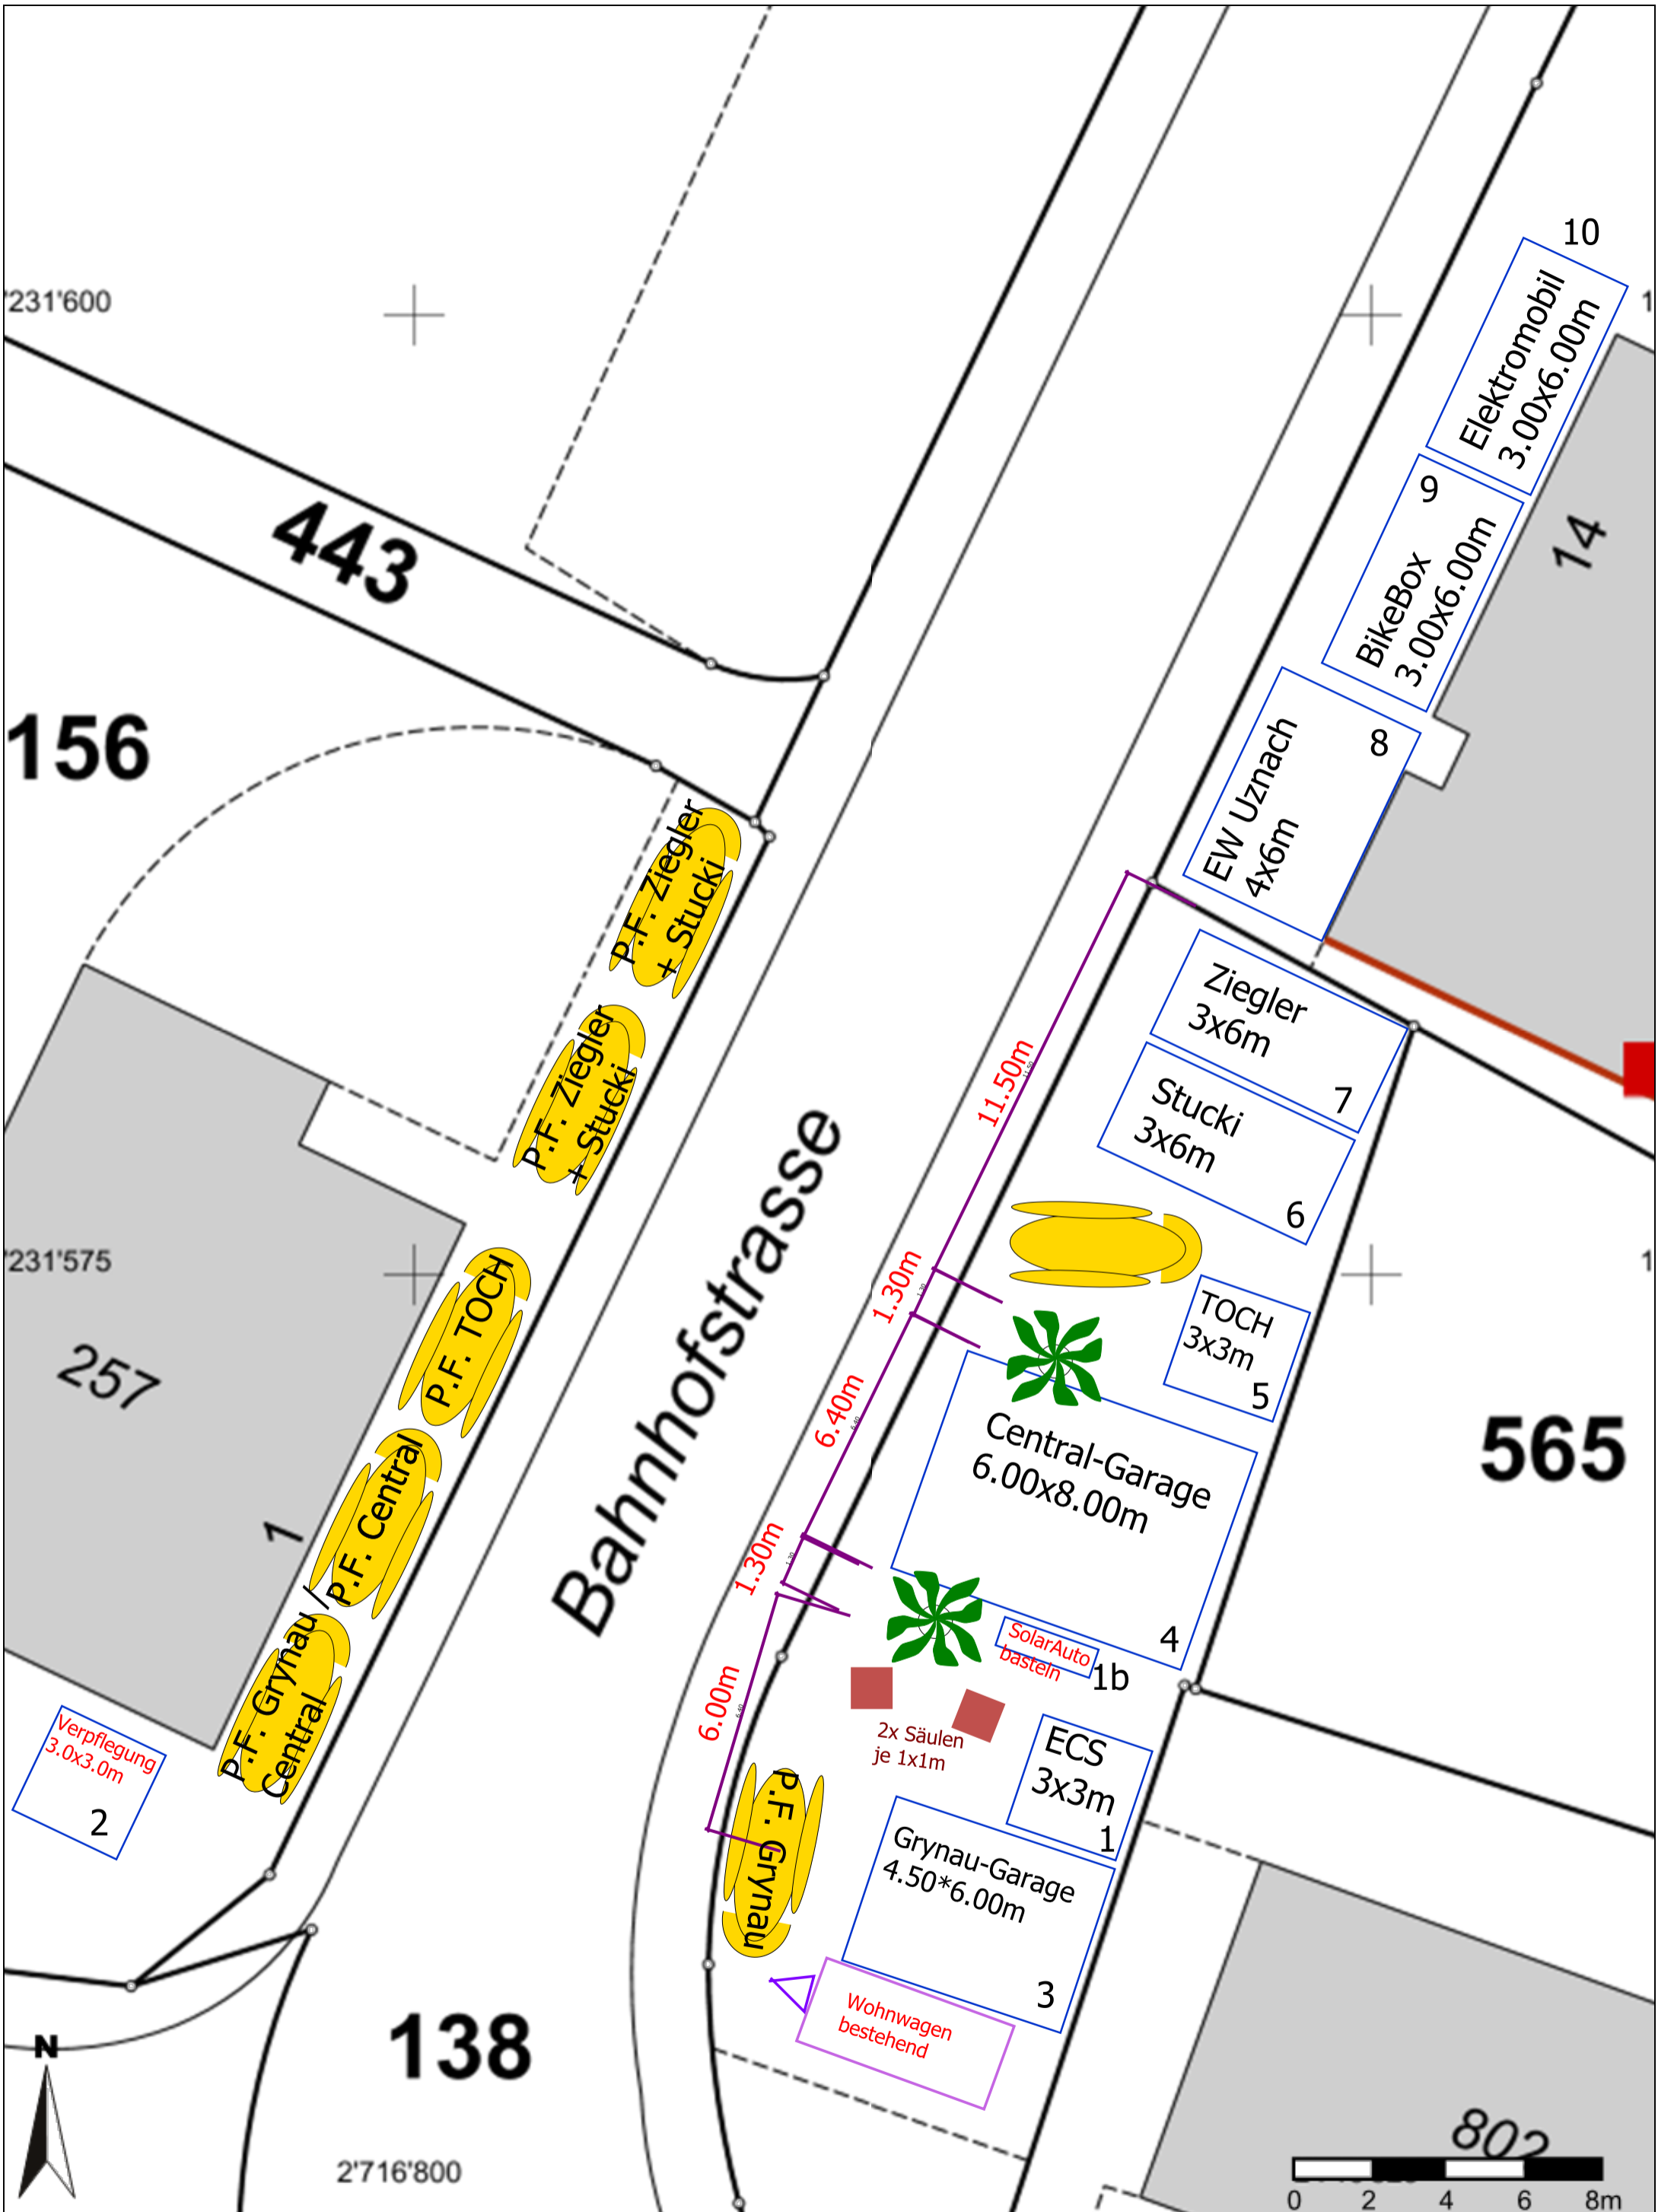 10
'231'600
1
Elektromobil
3.00x6.00m
9
BikeBox
3.00x6.00m
14
443
156
8
EW Uznach
4x6m
P.F. Ziegler
+ Stucki
Ziegler
3x6m
7
P.F. Ziegler
+ Stucki
11.50m
Stucki
3x6m
6
Bahnhofstrasse
'231'575
1
P.F. TOCH
1.30m
TOCH
3x3m
5
257
6.40m
Central-Garage
6.00x8.00m
4
565
1
P.F. Central
1.30m
P.F. Grynau /
Central
SolarAuto
basteln
1b
6.00m
2x Säulen
je 1x1m
Verpflegung
3.0x3.0m
2
ECS
3x3m
1
P.F. Grynau
Grynau-Garage
4.50*6.00m
3
Wohnwagen
bestehend
138
N
802
2'716'800
0 2 4 6 8m